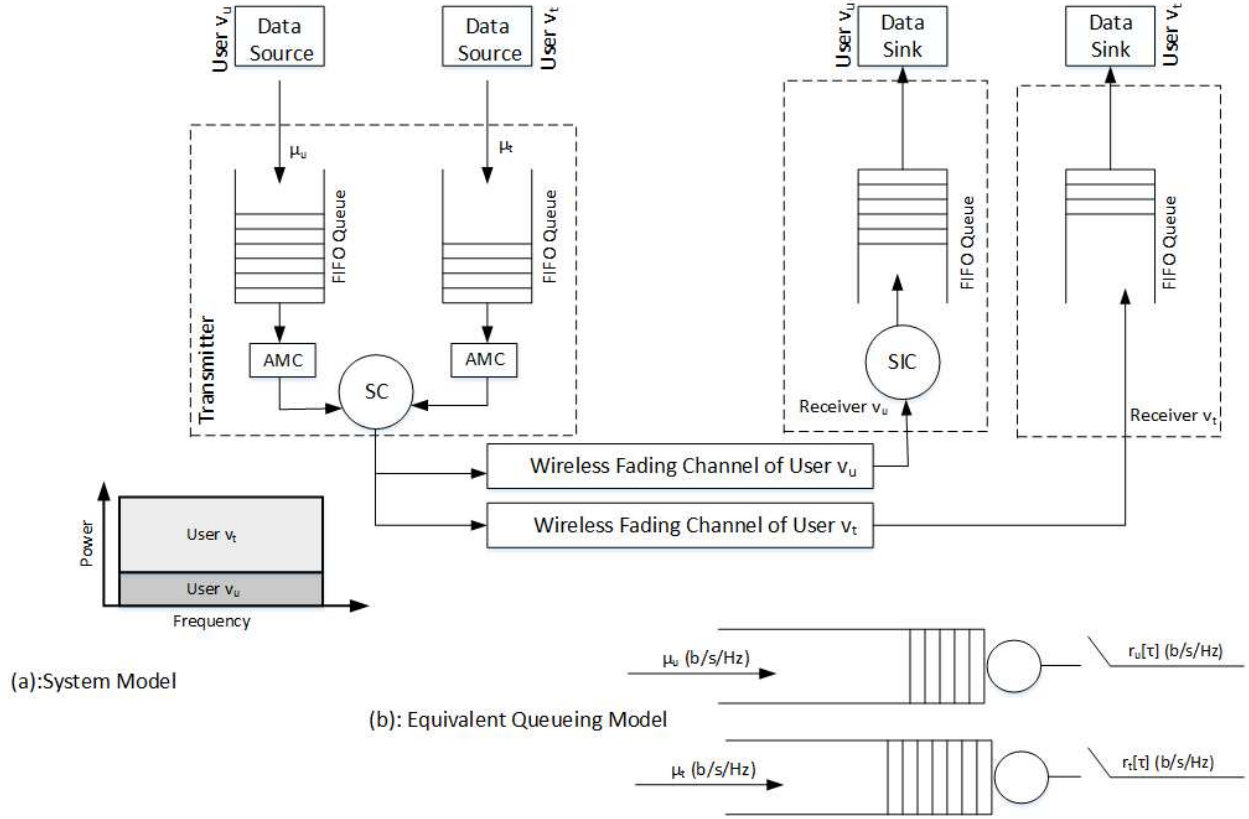 User vu
Data
Source
Data
Source
User vt
User vu
Data
Sink
Data
Sink
User vt
μu
μt
FIFO Queue
FIFO Queue
FIFO Queue
FIFO Queue
Transmitter
AMC
AMC
SC
SIC
Receiver vu
Receiver vt
Wireless Fading Channel of User vu
Wireless Fading Channel of User vt
Power
User vt
User vu
Frequency
(a):System Model
μu (b/s/Hz)
ru[τ] (b/s/Hz)
(b): Equivalent Queueing Model
μt (b/s/Hz)
rt[τ] (b/s/Hz)